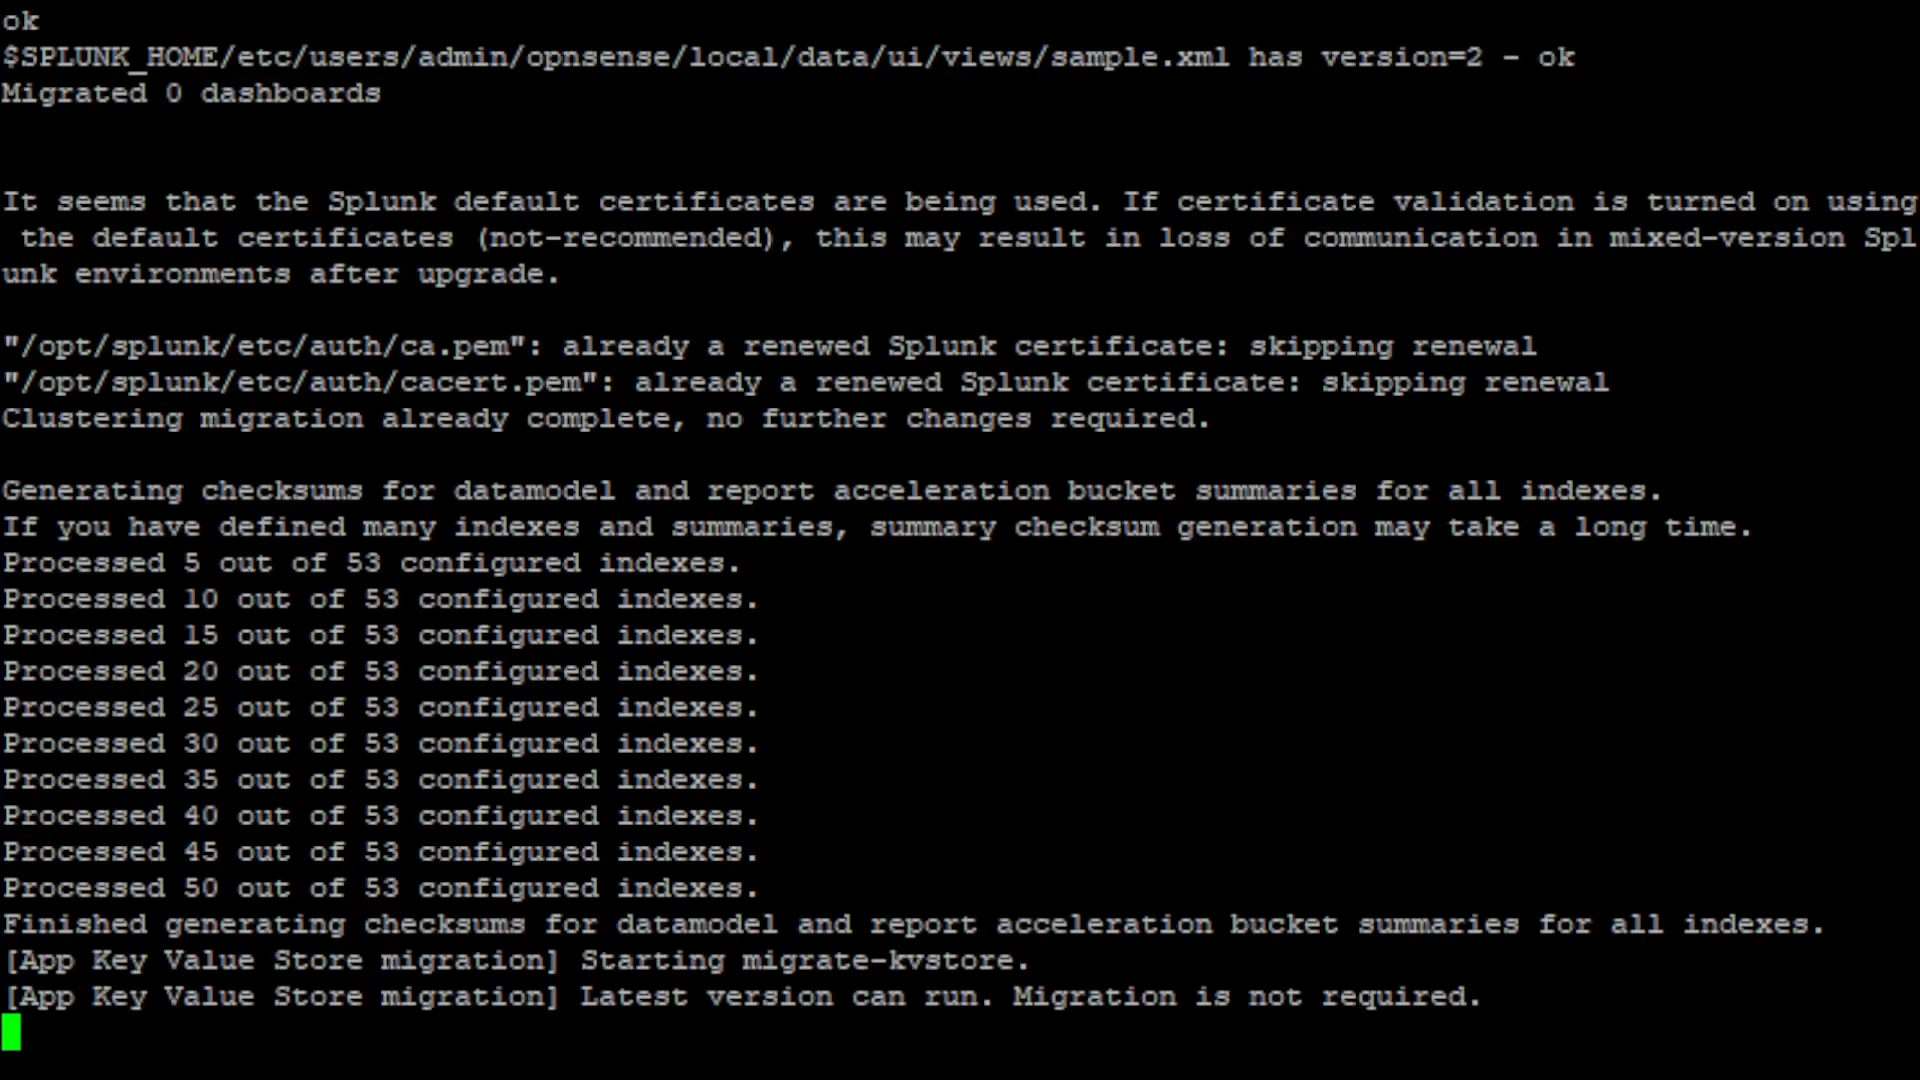 ok
$SPLUNK_HOME/etc/users/admin/opnsense/local/data/ui/views/sample.xml has version=2 - ok
Migrated 0 dashboards
It seems that the Splunk default certificates are being used. If certificate validation is turned on using
 the default certificates (not-recommended), this may result in loss of communication in mixed-version Spl
unk environments after upgrade.
"/opt/splunk/etc/auth/ca.pem": already a renewed Splunk certificate: skipping renewal
"/opt/splunk/etc/auth/cacert.pem": already a renewed Splunk certificate: skipping renewal
Clustering migration already complete, no further changes required.
Generating checksums for datamodel and report acceleration bucket summaries for all indexes.
If you have defined many indexes and summaries, summary checksum generation may take a long time.
Processed 5 out of 53 configured indexes.
Processed 10 out of 53 configured indexes.
Processed 15 out of 53 configured indexes.
Processed 20 out of 53 configured indexes.
Processed 25 out of 53 configured indexes.
Processed 30 out of 53 configured indexes.
Processed 35 out of 53 configured indexes.
Processed 40 out of 53 configured indexes.
Processed 45 out of 53 configured indexes.
Processed 50 out of 53 configured indexes.
Finished generating checksums for datamodel and report acceleration bucket summaries for all indexes.
[App Key Value Store migration] Starting migrate-kvstore.
[App Key Value Store migration] Latest version can run. Migration is not required.